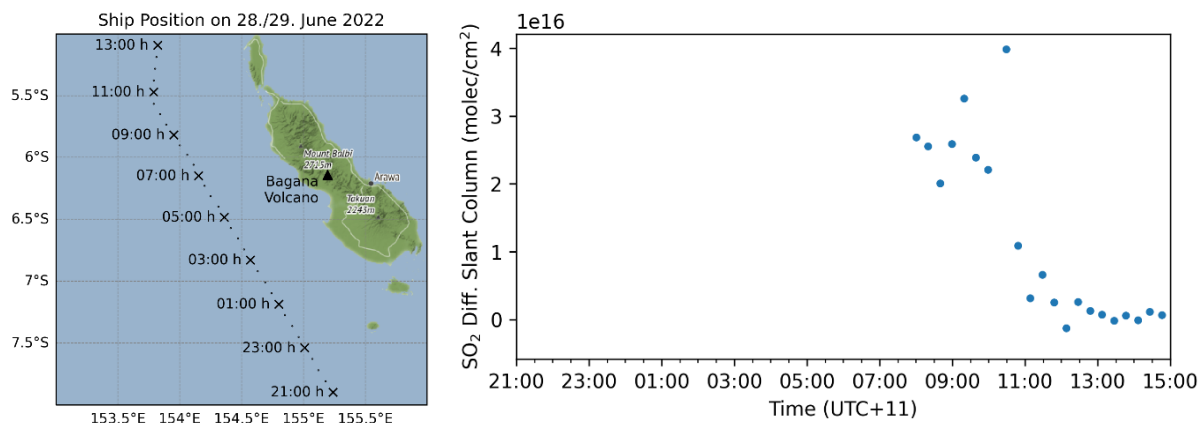 Ship Position on 28./29. June 2022
13:00 h
11:00 h
09:00 h
07:00 h
05:00 h
03:00 h
01:00 h
23:00 h
21:00 h
Mount Balbi
2715m
Bagana
Volcano
Arawa
Takuan
2243m
5.5°S
6°S
6.5°S
7°S
7.5°S
153.5°E 154°E 154.5°E 155°E 155.5°E
1e16
SO₂ Diff. Slant Column (molec/cm²)
4
3
2
1
0
21:00 23:00 01:00 03:00 05:00 07:00 09:00 11:00 13:00 15:00
Time (UTC+11)